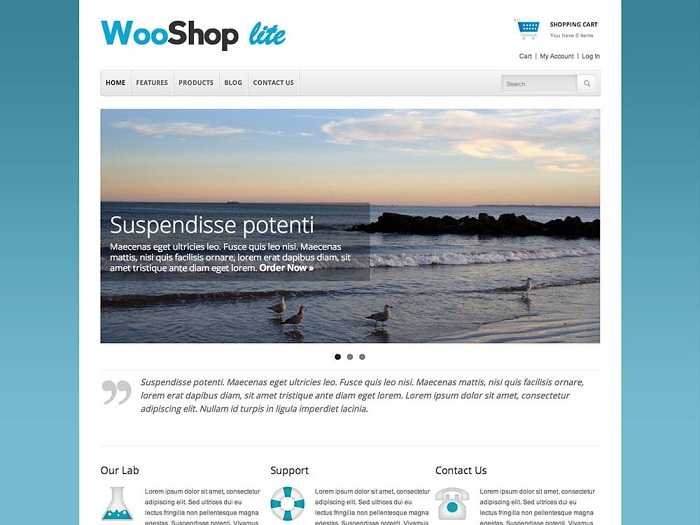 WooShop lite
SHOPPING CART
You have 0 items
Cart | My Account | Log In
HOME
FEATURES
PRODUCTS
BLOG
CONTACT US
Search
Suspendisse potenti
Maecenas eget ultricies leo. Fusce quis leo nisi. Maecenas
mattis, nisi quis facilisis ornare, lorem erat dapibus diam, sit
amet tristique ante diam eget lorem. Order Now »
Suspendisse potenti. Maecenas eget ultricies leo. Fusce quis leo nisi. Maecenas mattis, nisi quis facilisis ornare,
lorem erat dapibus diam, sit amet tristique ante diam eget lorem. Lorem ipsum dolor sit amet, consectetur
adipiscing elit. Nullam id turpis in ligula imperdiet lacinia.
Our Lab
Lorem ipsum dolor sit amet, consectetur
adipiscing elit. Sed ultrices dui eu
lectus fringilla non pellentesque magna
egestas. Suspendisse potenti. Vivamus
Support
Lorem ipsum dolor sit amet, consectetur
adipiscing elit. Sed ultrices dui eu
lectus fringilla non pellentesque magna
egestas. Suspendisse potenti. Vivamus
Contact Us
Lorem ipsum dolor sit amet, consectetur
adipiscing elit. Sed ultrices dui eu
lectus fringilla non pellentesque magna
egestas. Suspendisse potenti. Vivamus